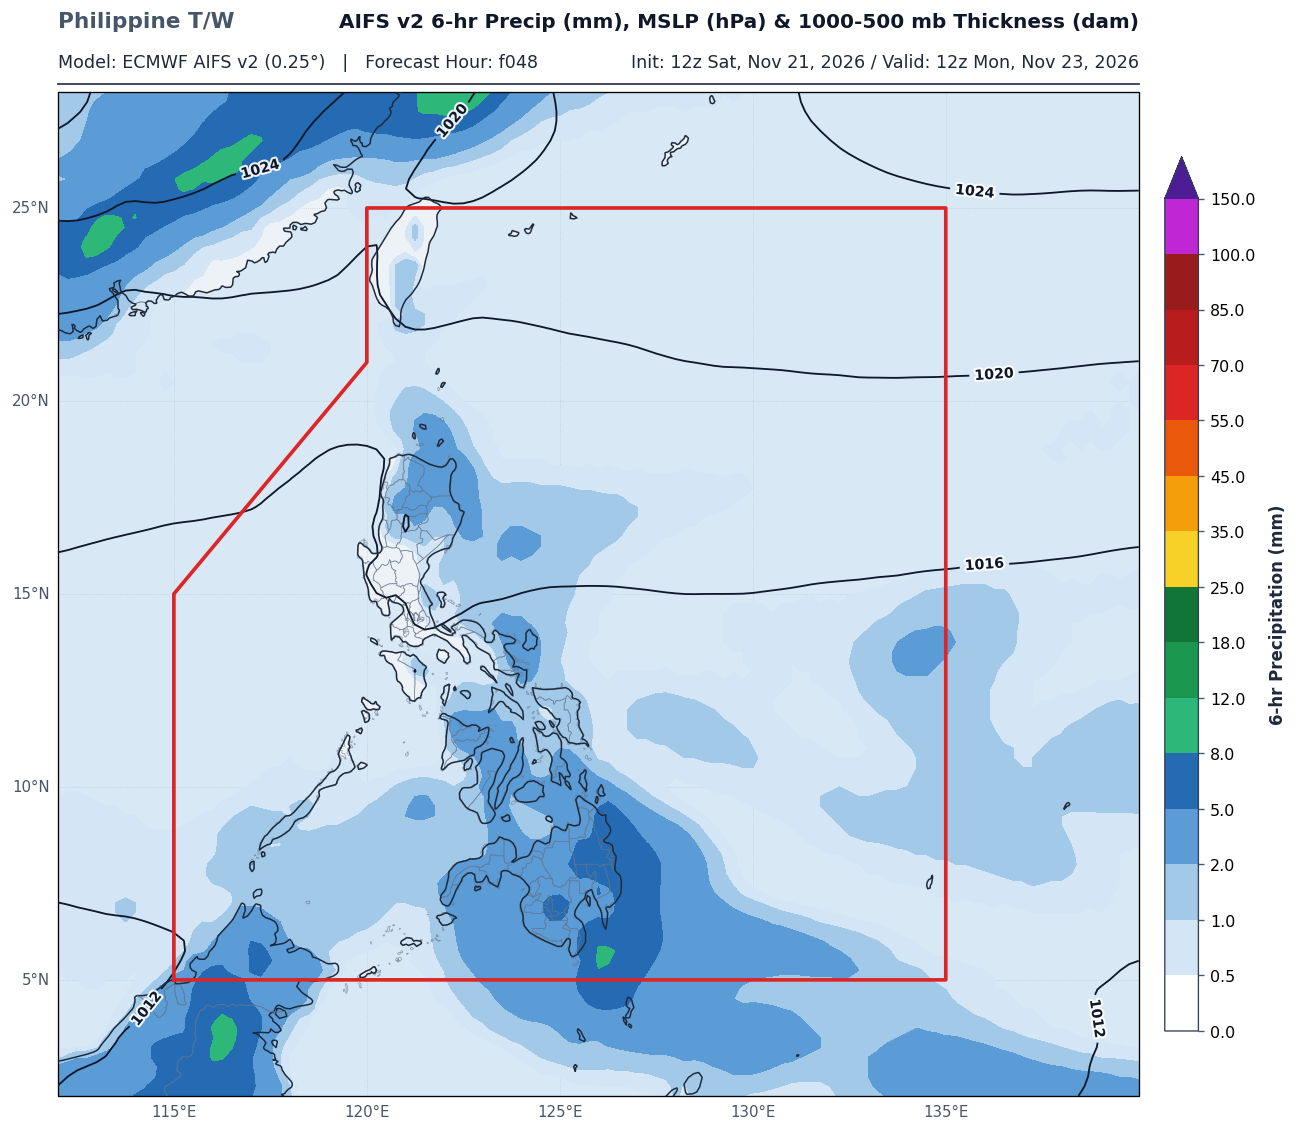 Philippine T/W
AIFS v2 6-hr Precip (mm), MSLP (hPa) & 1000-500 mb Thickness (dam)
Model: ECMWF AIFS v2 (0.25°) | Forecast Hour: f048
Init: 12z Sat, Nov 21, 2026 / Valid: 12z Mon, Nov 23, 2026
1020
1024
1024
1020
1016
1012
1012
25°N
20°N
15°N
10°N
5°N
115°E
120°E
125°E
130°E
135°E
150.0
100.0
85.0
70.0
55.0
45.0
35.0
25.0
18.0
12.0
8.0
5.0
2.0
1.0
0.5
0.0
6-hr Precipitation (mm)